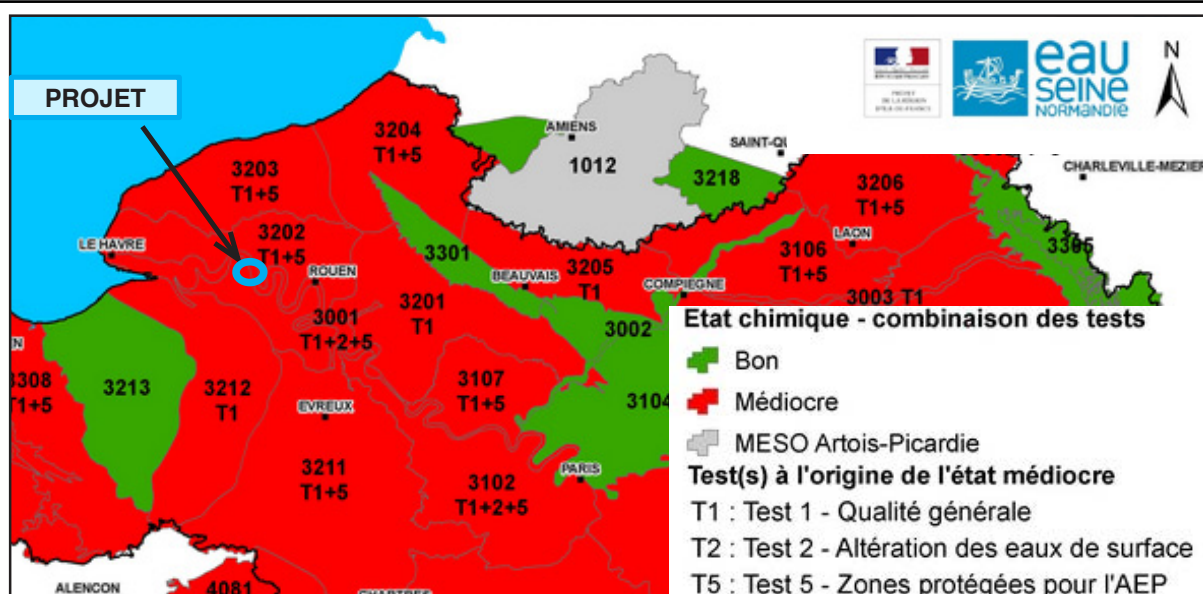 PROJET
eau
SEINE
NORMANDIE
N
AMIENS
SAINT-QU
CHARLEVILLE-MEZIER
3204
T1+5
1012
3218
3206
T1+5
3203
T1+5
3202
T1+5
LE HAVRE
ROUEN
3301
BEAUVAIS
3205
T1
COMPIEGNE
LAON
3106
T1+5
3305
3003 T1
3001
T1+2+5
3201
T1
3002
N
3308
T1+5
3213
3212
T1
EVREUX
3107
T1+5
3104
3211
T1+5
3102
T1+2+5
PARIS
ALENCON
4081
CHARTRES
Etat chimique - combinaison des tests
Bon
Médiocre
MESO Artois-Picardie
Test(s) à l'origine de l'état médiocre
T1 : Test 1 - Qualité générale
T2 : Test 2 - Altération des eaux de surface
T5 : Test 5 - Zones protégées pour l'AEP